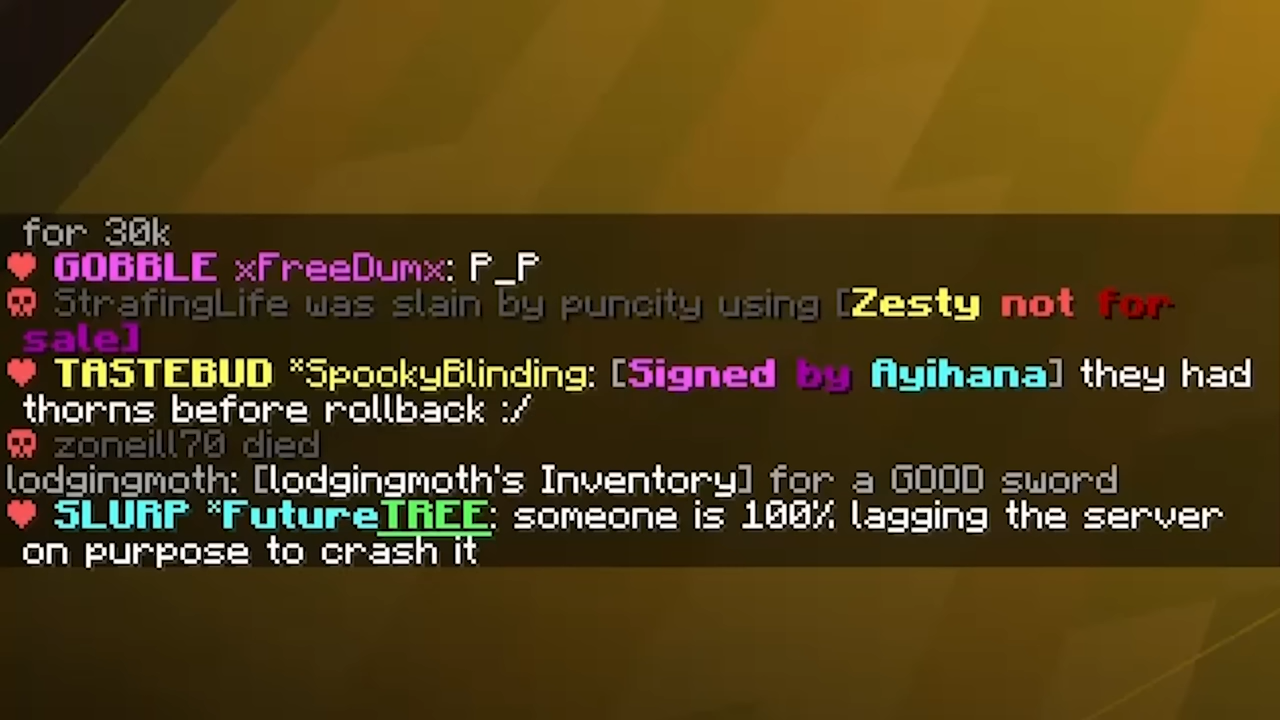 for 30k
GOBBLE xFreeDumx: P_P
StrafingLife was slain by puncity using [Zesty not for
sale]
TASTEBUD *SpookyBlinding: [Signed by Ayihana] they had
thorns before rollback :/
zoneill70 died
lodgingmoth: [lodgingmoth's Inventory] for a GOOD sword
SLURP *FutureTREE: someone is 100% lagging the server
on purpose to crash it